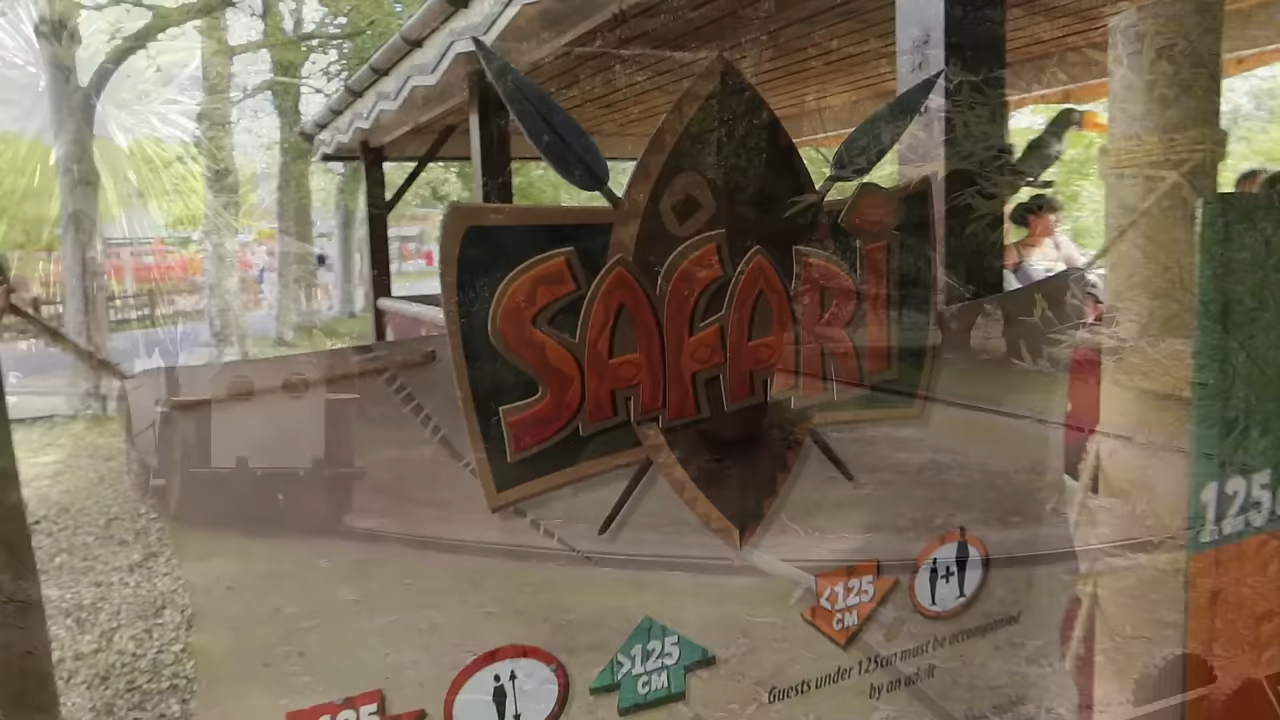 SAFARI
125
<125
CM
>125
CM
Guests under 125cm must be accompanied
by an adult